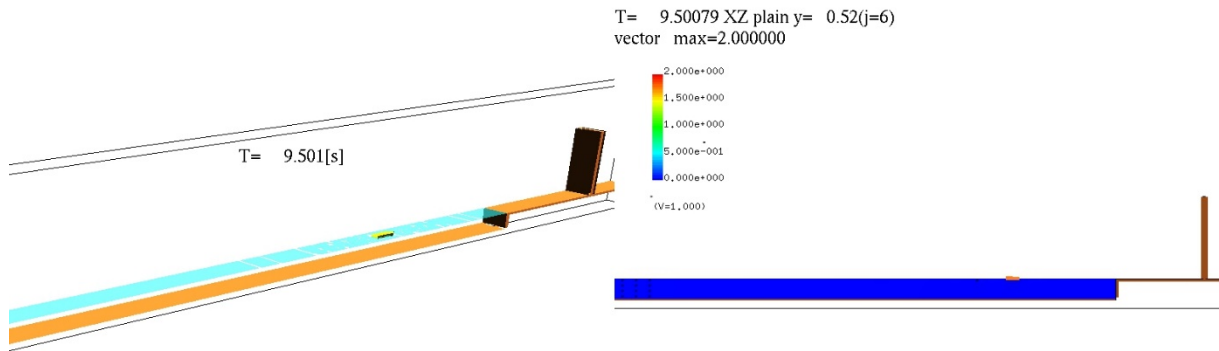 T= 9.50079 XZ plain y= 0.52(j=6)
vector max=2.000000
2.000e+000
1.500e+000
1.000e+000
5.000e-001
0.000e+000
(V=1.000)
T= 9.501[s]